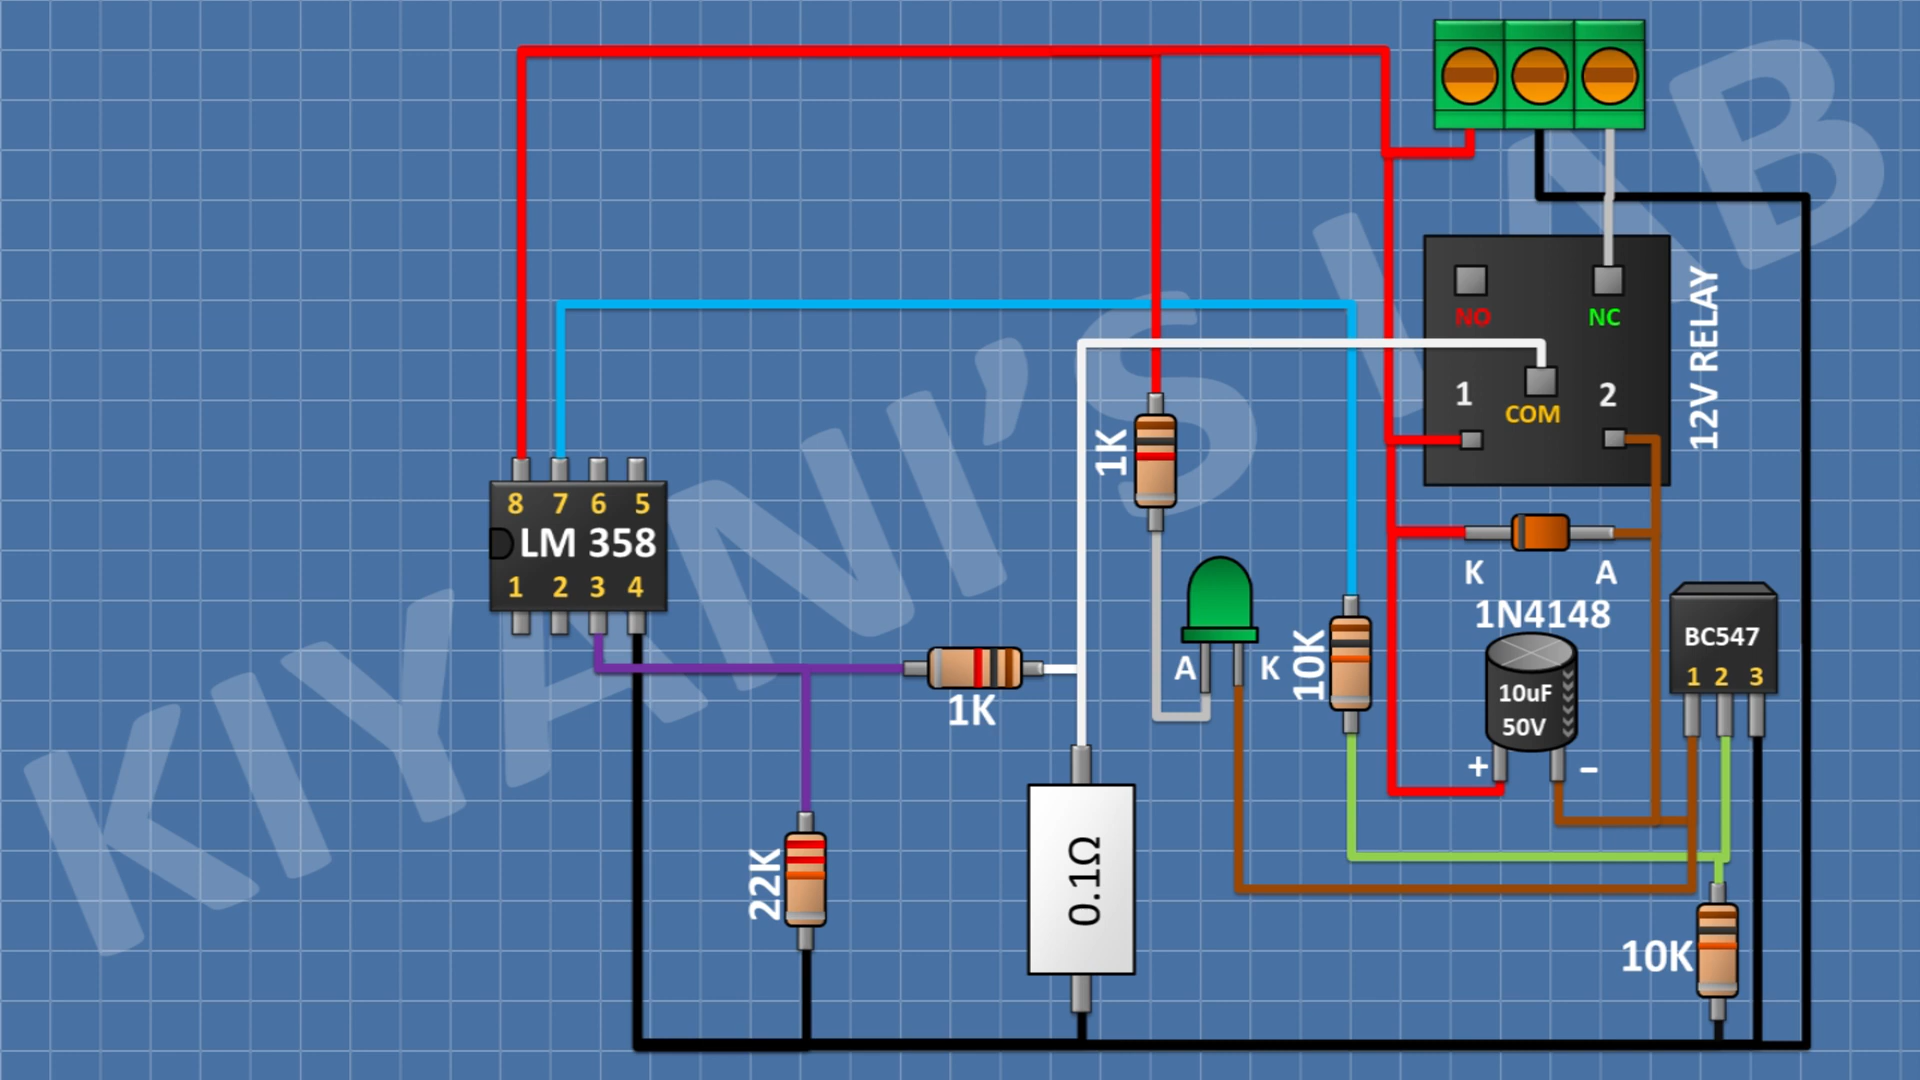 KIYANI'S LAB
NO
NC
1
2
COM
12V RELAY
1K
8 7 6 5
LM 358
1 2 3 4
K
A
1N4148
BC547
1 2 3
A
K
10K
10uF
50V
+
–
1K
22K
0.1Ω
10K